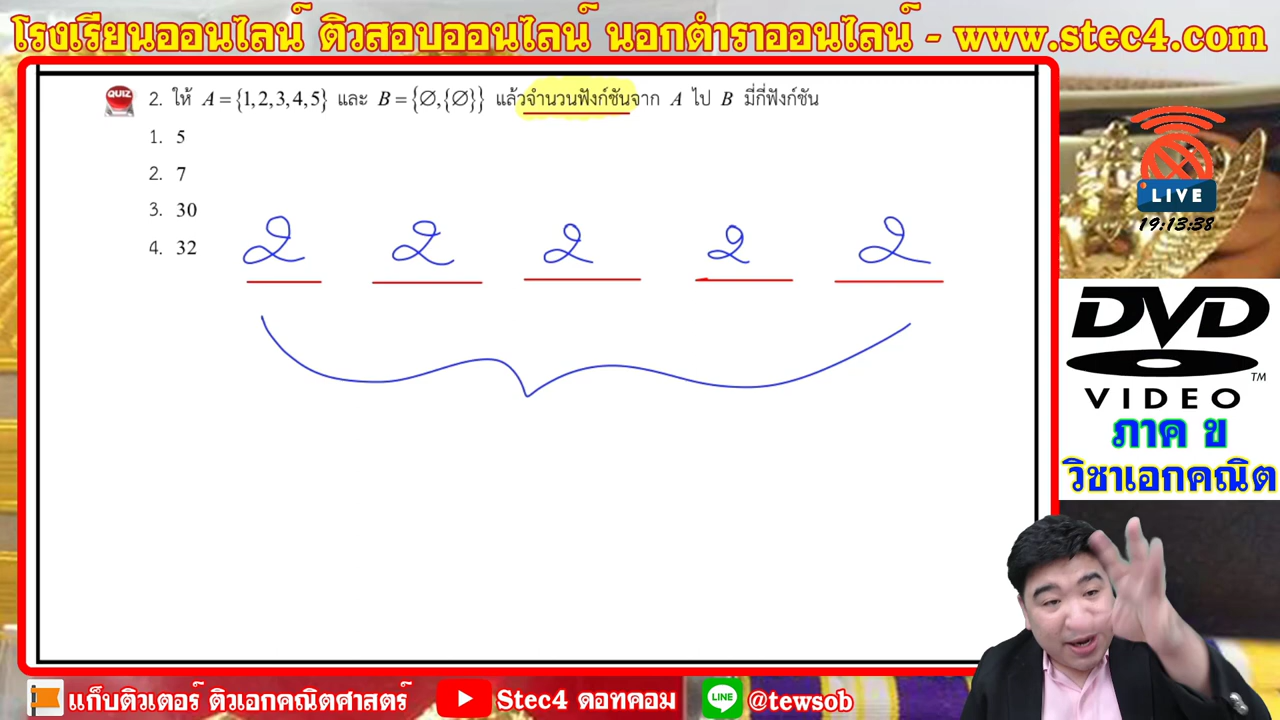 โรงเรียนออนไลน์ ติวสอบออนไลน์ นอกตำราออนไลน์ - www.stec4.com
QUIZ 2. ให้ A = {1,2,3,4,5} และ B = {∅,{∅}} แล้วจำนวนฟังก์ชันจาก A ไป B มีกี่ฟังก์ชัน
1. 5
2. 7
3. 30
4. 32
2 2 2 2 2
LIVE
19:13:38
DVD
TM
VIDEO
ภาค ข
วิชาเอกคณิต
แก๊บติวเตอร์ ติวเอกคณิตศาสตร์ Stec4 ดอทคอม LINE @tewsob